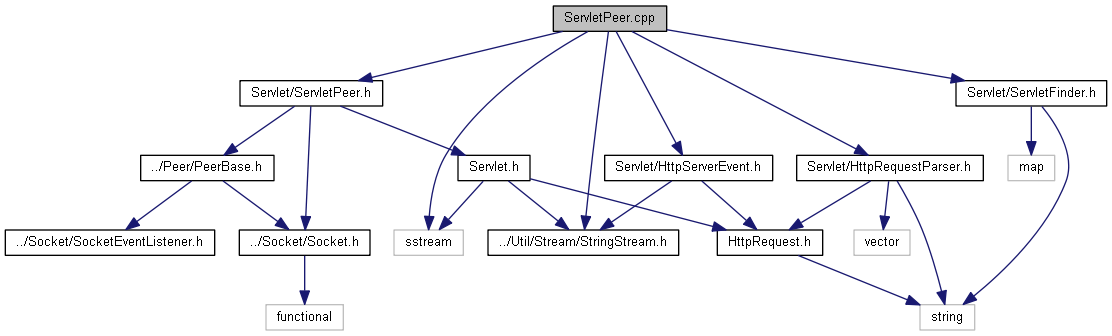 ServletPeer.cpp
Servlet/ServletPeer.h
Servlet/ServletFinder.h
../Peer/PeerBase.h
Servlet.h
Servlet/HttpServerEvent.h
Servlet/HttpRequestParser.h
map
../Socket/SocketEventListener.h
../Socket/Socket.h
sstream
../Util/Stream/StringStream.h
HttpRequest.h
vector
functional
string